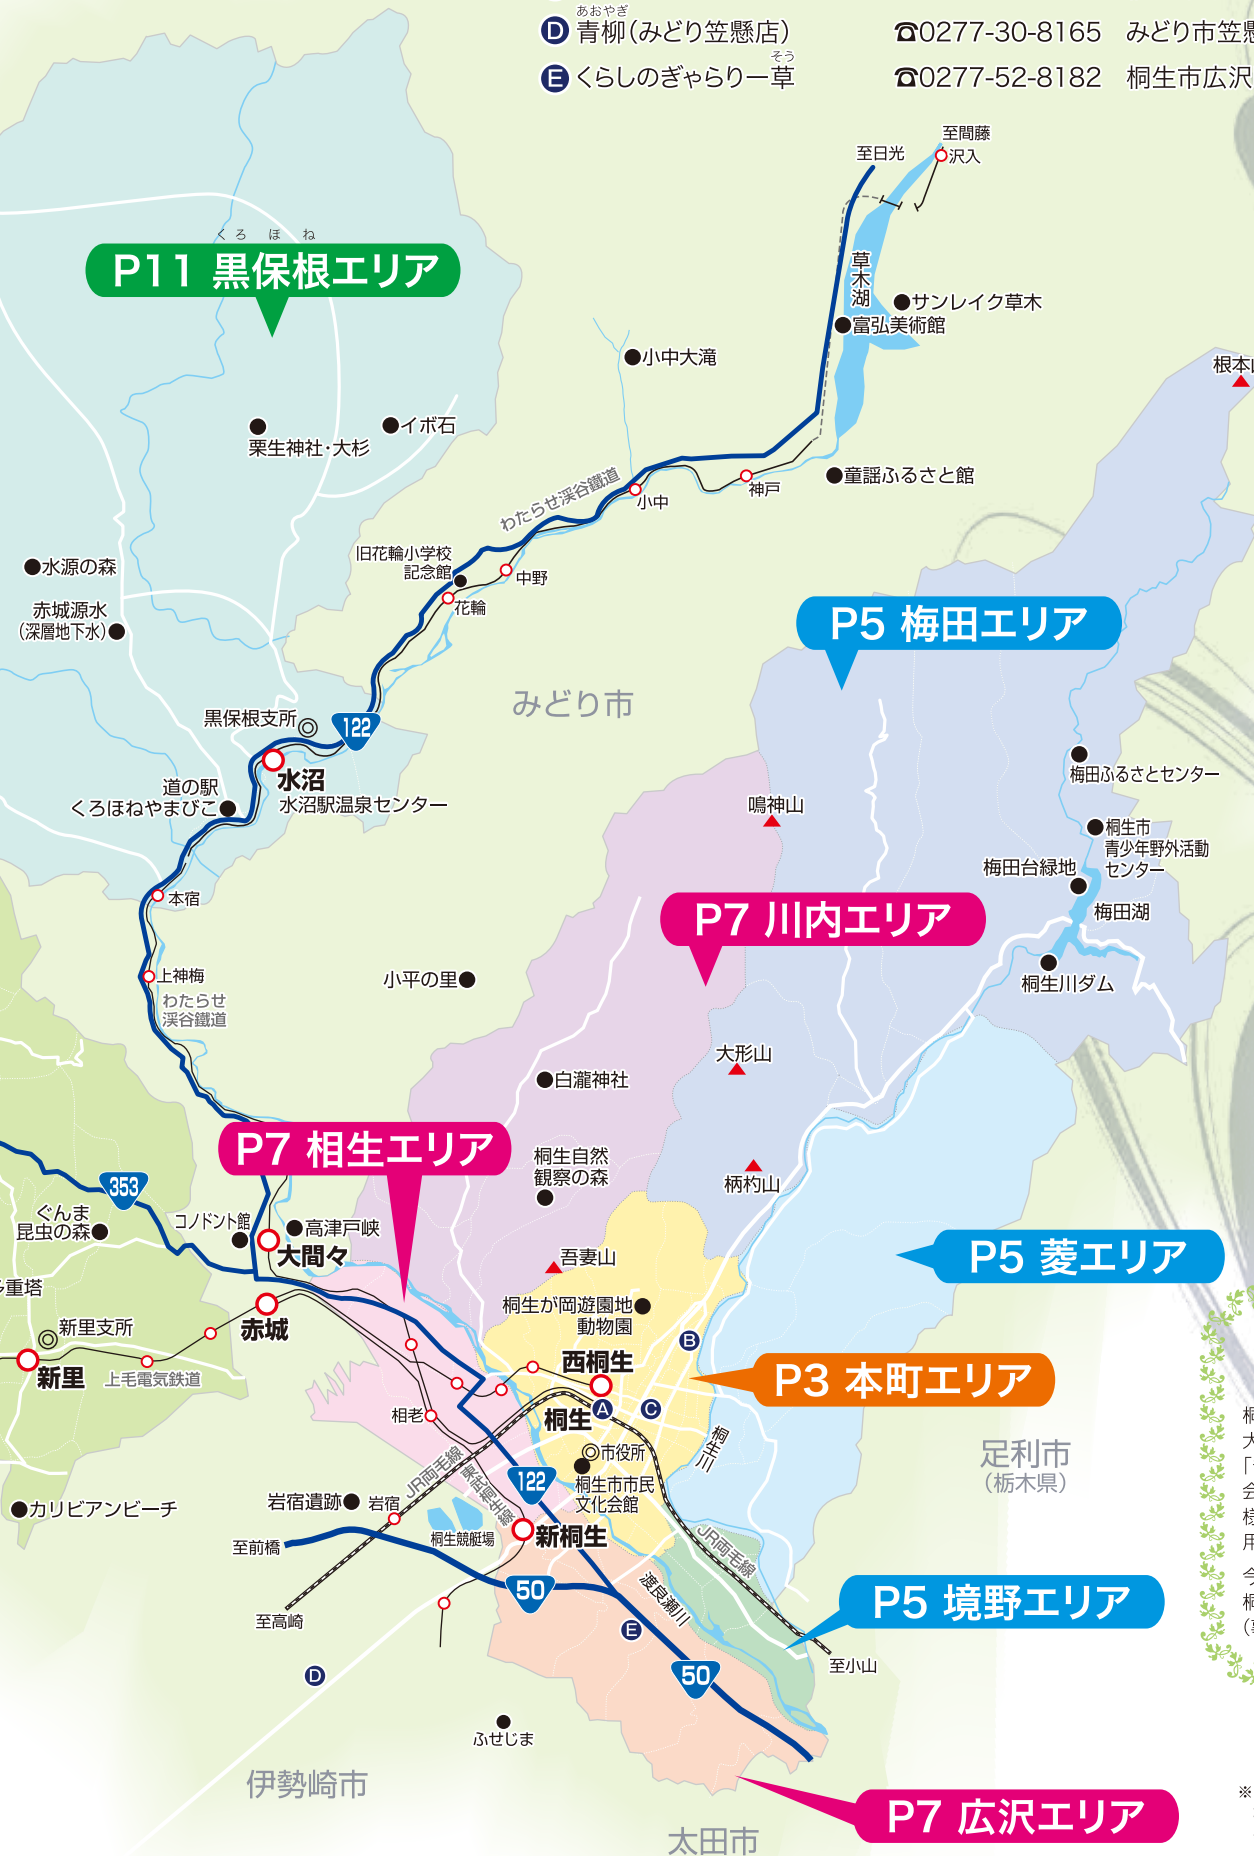 あおやぎ
D 青柳(みどり笠懸店) ☎0277-30-8165 みどり市笠懸
そう
E くらしのぎゃらりー草 ☎0277-52-8182 桐生市広沢
至間藤
至日光
沢入
くろほね
P11 黒保根エリア
草木湖
サンレイク草木
富弘美術館
小中大滝
根本山
イボ石
栗生神社・大杉
童謡ふるさと館
神戸
わたらせ渓谷鐵道
小中
旧花輪小学校
記念館
中野
水源の森
花輪
赤城源水
(深層地下水)
P5 梅田エリア
みどり市
黒保根支所
122
水沼
道の駅
くろほねやまびこ
水沼駅温泉センター
梅田ふるさとセンター
鳴神山
桐生市
青少年野外活動
センター
梅田台緑地
本宿
梅田湖
P7 川内エリア
上神梅
小平の里
桐生川ダム
わたらせ
渓谷鐵道
大形山
白瀧神社
P7 相生エリア
桐生自然
観察の森
柄杓山
353
ぐんま
昆虫の森
コノドント館
高津戸峡
大間々
吾妻山
P5 菱エリア
多重塔
桐生が岡遊園地
動物園
赤城
新里支所
B
西桐生
新里
上毛電気鉄道
P3 本町エリア
相老
桐生
A
C
桐生川
足利市
(栃木県)
市役所
JR両毛線
東武桐生線
122
桐生市市民
文化会館
カリビアンビーチ
岩宿遺跡
岩宿
桐生競艇場
新桐生
JR両毛線
至前橋
50
渡良瀬川
P5 境野エリア
至高崎
E
至小山
D
50
ふせじま
伊勢崎市
P7 広沢エリア
太田市
桐
大
会
様
用
今
桐
※